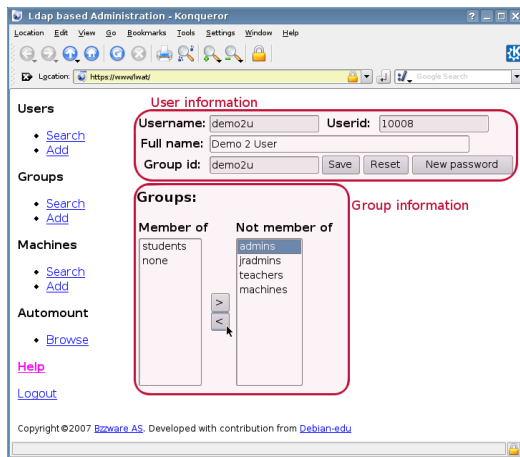 Ldap based Administration - Konqueror
Location Edit View Go Bookmarks Tools Settings Window Help
Location: https://www/lwat/ Google Search
Users
Search
Add
Groups
Search
Add
Machines
Search
Add
Automount
Browse
Help
Logout
User information
Username: demo2u Userid: 10008
Full name: Demo 2 User
Group id: demo2u Save Reset New password
Groups:
Group information
Member of Not member of
students
none
admins
jradmins
teachers
machines
>
<
Copyright ©2007 Bzzware AS. Developed with contribution from Debian-edu